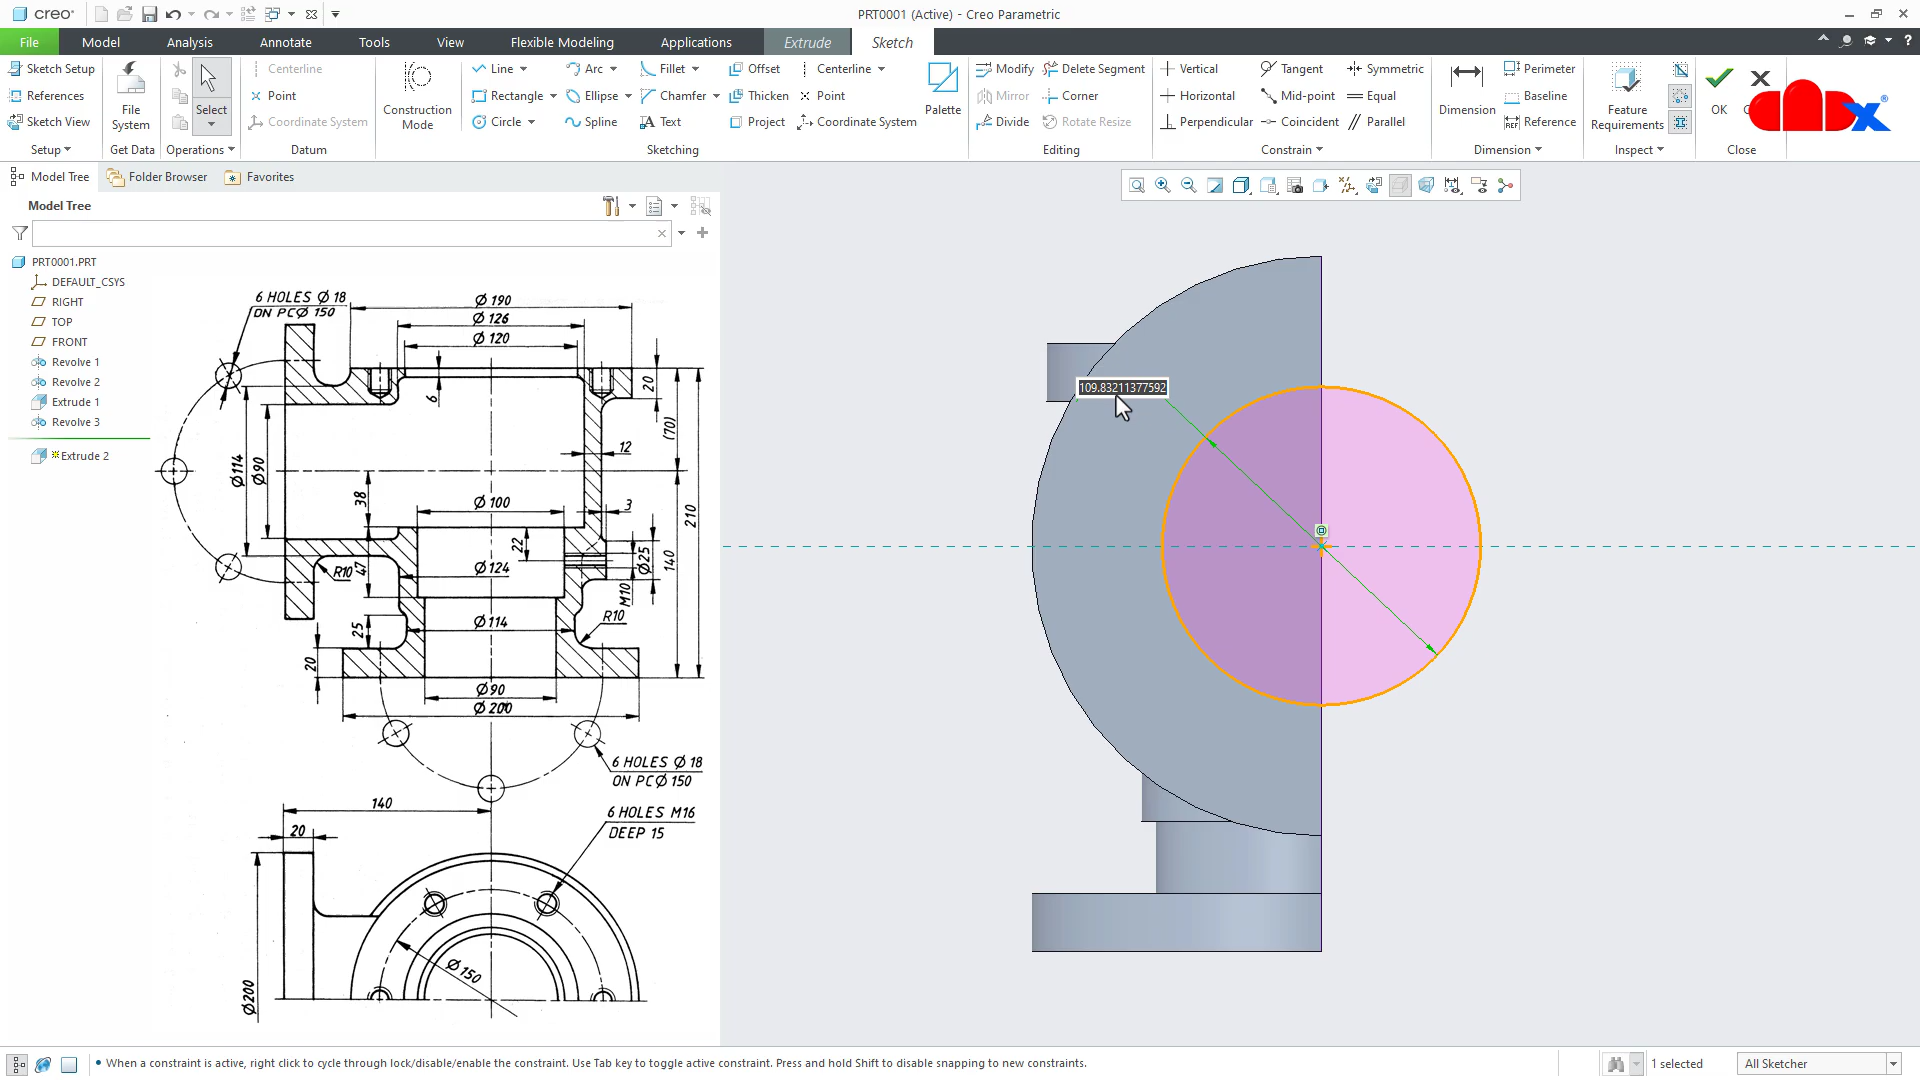 creo
PRT0001 (Active) - Creo Parametric
File
Model
Analysis
Annotate
Tools
View
Flexible Modeling
Applications
Extrude
Sketch
Sketch Setup
References
Sketch View
Setup
File System
Get Data
Select
Operations
Centerline
Point
Coordinate System
Datum
Construction Mode
Line
Arc
Fillet
Offset
Centerline
Rectangle
Ellipse
Chamfer
Thicken
Point
Circle
Spline
Text
Project
Coordinate System
Palette
Sketching
Modify
Delete Segment
Mirror
Corner
Divide
Rotate Resize
Editing
Vertical
Tangent
Symmetric
Horizontal
Mid-point
Equal
Perpendicular
Coincident
Parallel
Constrain
Dimension
Perimeter
Baseline
REF Reference
Dimension
Feature Requirements
Inspect
OK
Close
Model Tree
Folder Browser
Favorites
Model Tree
PRT0001.PRT
DEFAULT_CSYS
RIGHT
TOP
FRONT
Revolve 1
Revolve 2
Extrude 1
Revolve 3
Extrude 2
6 HOLES Ø 18
ON PCØ 150
Ø 190
Ø 126
Ø 120
6
20
(70)
12
Ø114
Ø90
38
Ø 100
3
210
22
Ø25
140
R10
47
Ø 124
M10
R10
25
Ø 114
20
Ø90
Ø 200
6 HOLES Ø 18
ON PCØ 150
140
6 HOLES M16
DEEP 15
20
Ø 150
Ø200
109.83211377592
When a constraint is active, right click to cycle through lock/disable/enable the constraint. Use Tab key to toggle active constraint. Press and hold Shift to disable snapping to new constraints.
1 selected
All Sketcher